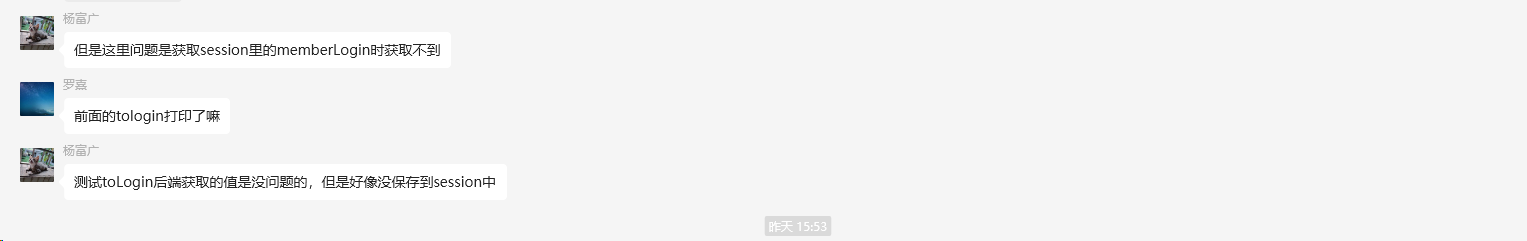 杨富广
但是这里问题是获取session里的memberLogin时获取不到
罗熹
前面的tologin打印了嘛
杨富广
测试toLogin后端获取的值是没问题的，但是好像没保存到session中
昨天 15:53